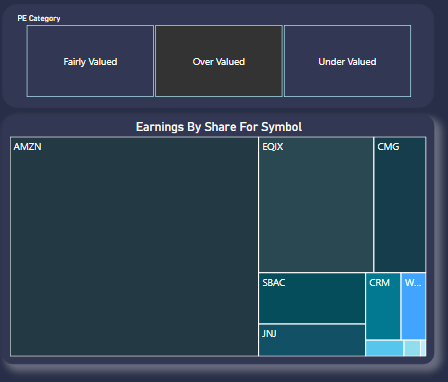 PE Category
Fairly Valued
Over Valued
Under Valued
Earnings By Share For Symbol
AMZN
EQIX
CMG
SBAC
CRM
W...
JNJ